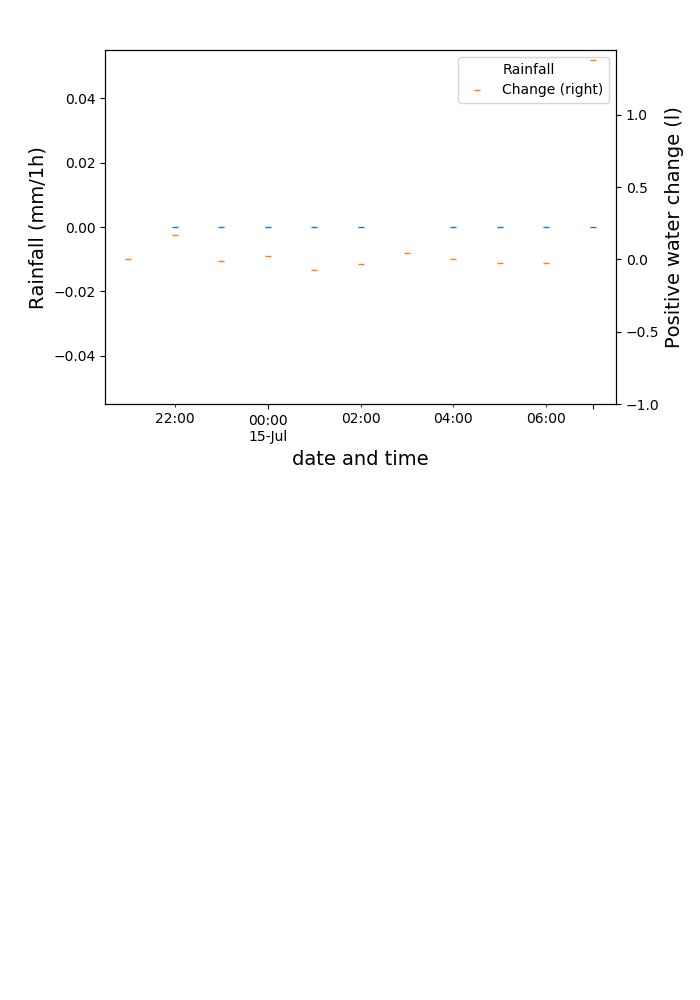 Rainfall
Change (right)
0.04
0.02
0.00
−0.02
−0.04
Rainfall (mm/1h)
1.0
0.5
0.0
−0.5
−1.0
Positive water change (l)
22:00
00:00
15-Jul
02:00
04:00
06:00
date and time